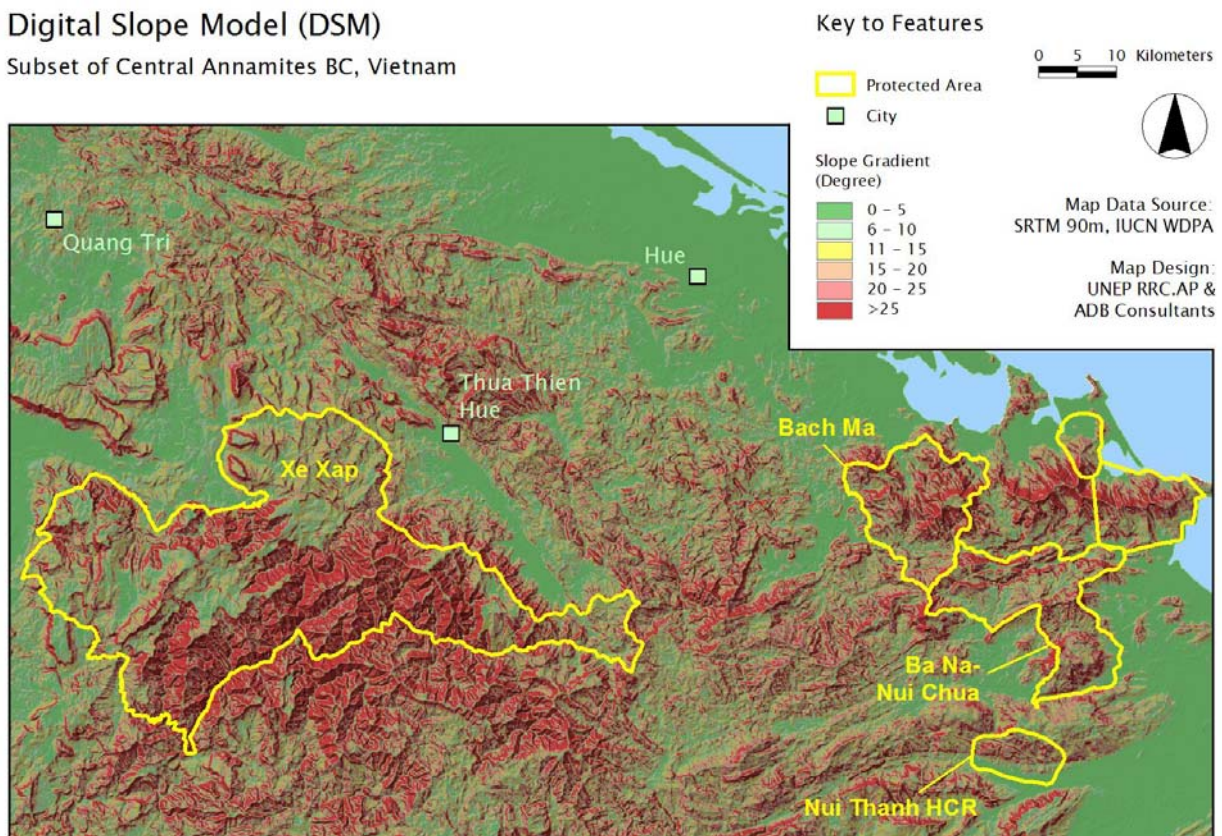 Digital Slope Model (DSM)
Subset of Central Annamites BC, Vietnam
Key to Features
0 5 10 Kilometers
Protected Area
City
Slope Gradient
(Degree)
0 - 5
6 - 10
11 - 15
15 - 20
20 - 25
>25
Map Data Source:
SRTM 90m, IUCN WDPA
Map Design:
UNEP RRC.AP &
ADB Consultants
Quang Tri
Hue
Thua Thien
Hue
Xe Xap
Bach Ma
Ba Na-
Nui Chua
Nui Thanh HCR